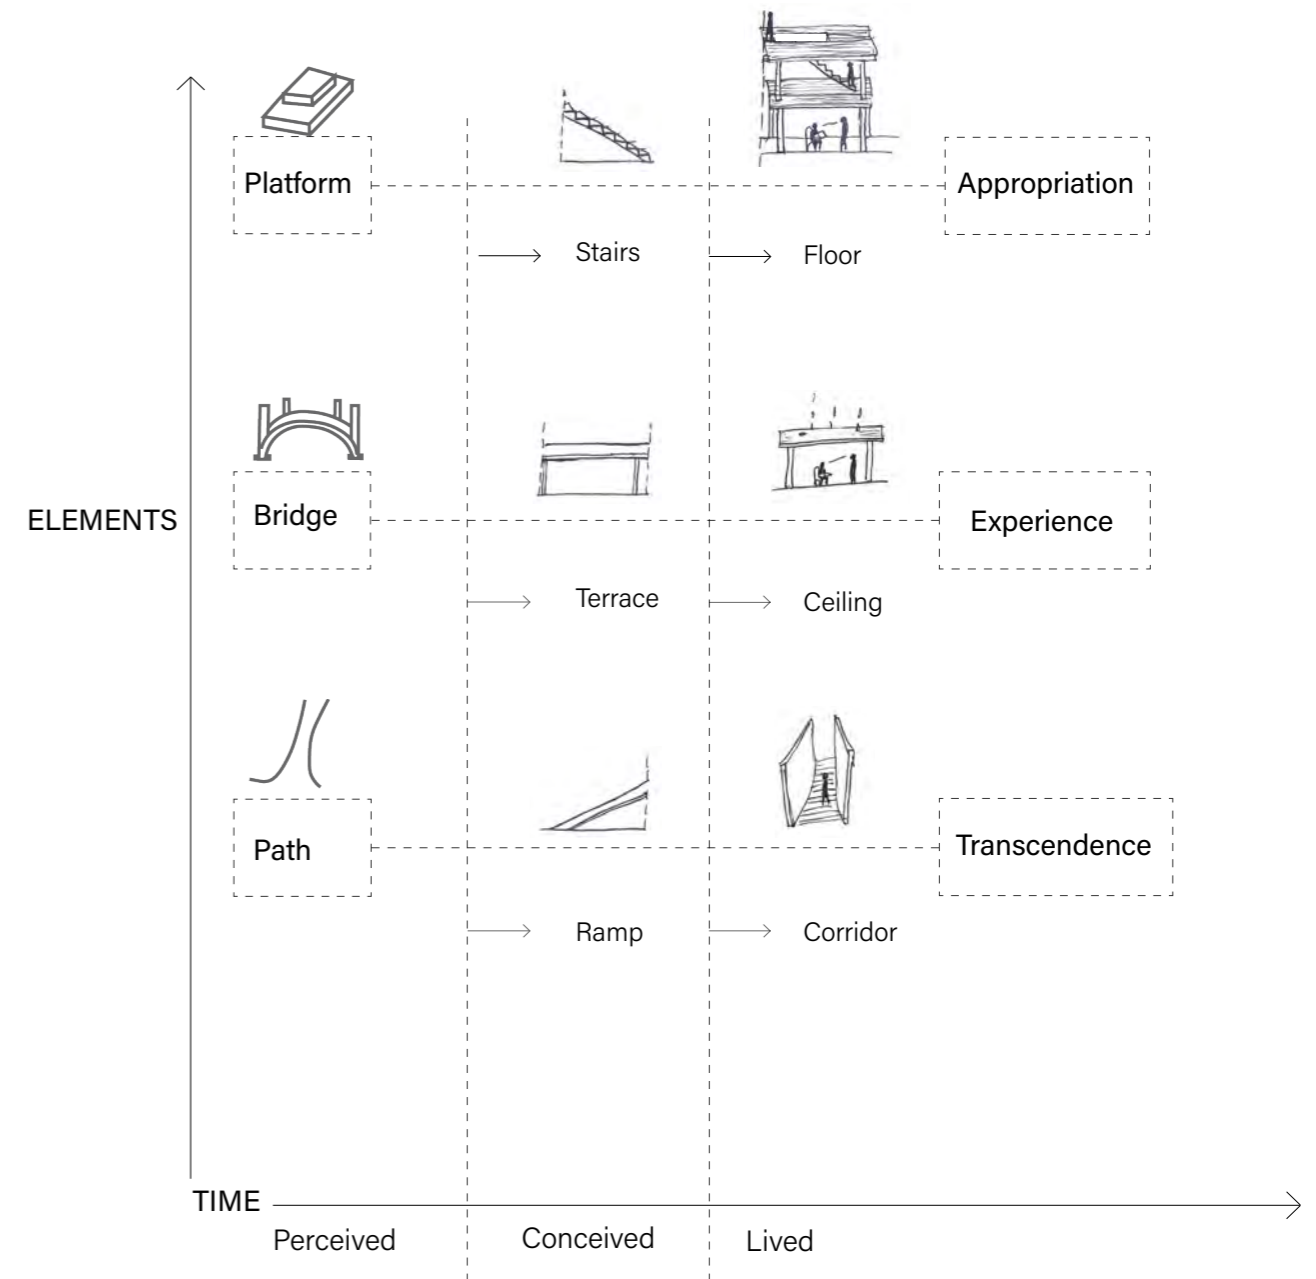 Platform
Appropriation
Stairs
Floor
ELEMENTS
Bridge
Experience
Terrace
Ceiling
Path
Transcendence
Ramp
Corridor
TIME
Perceived
Conceived
Lived